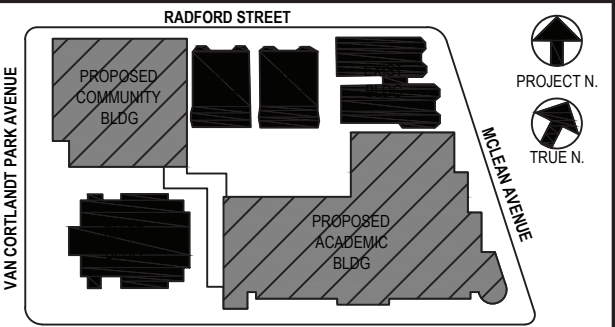 RADFORD STREET
VAN CORTLANDT PARK AVENUE
PROPOSED
COMMUNITY
BLDG
PROJECT N.
TRUE N.
MCLEAN AVENUE
PROPOSED
ACADEMIC
BLDG